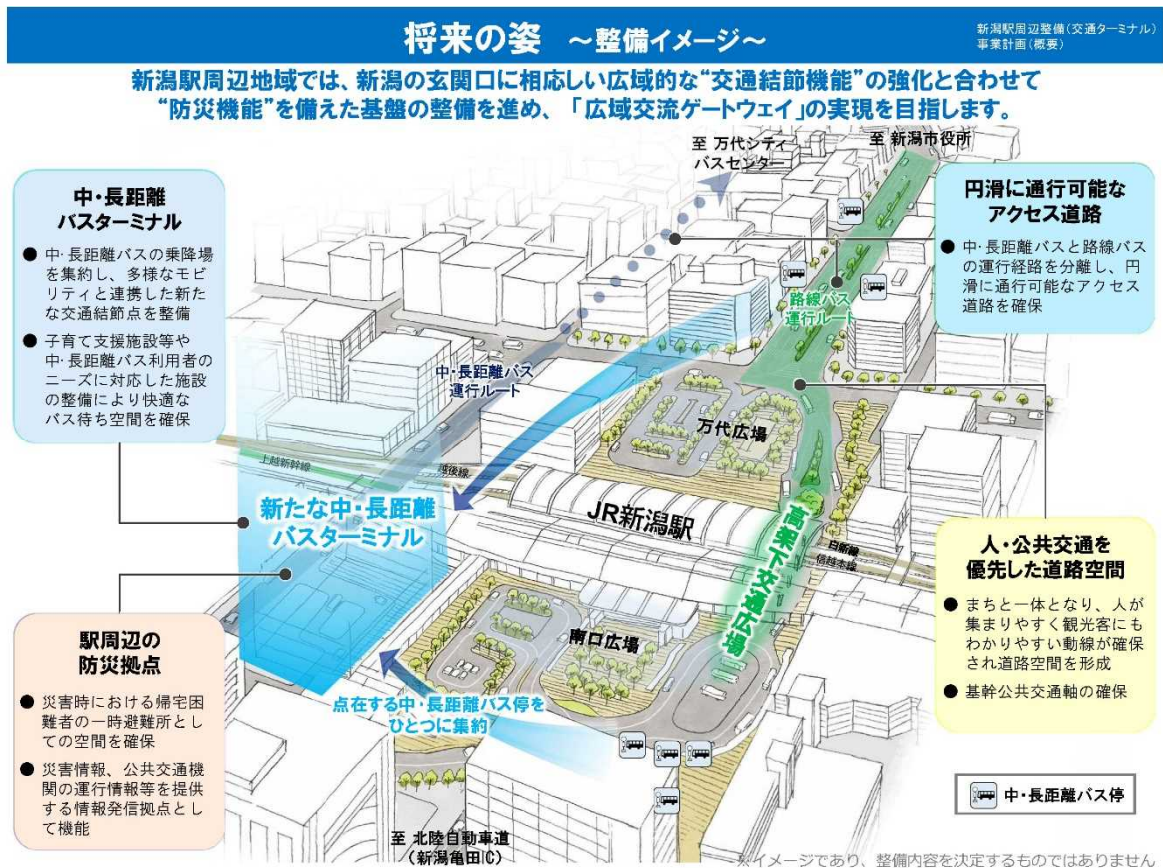 将来の姿 ～整備イメージ～
新潟駅周辺整備(交通ターミナル)
事業計画(概要)
新潟駅周辺地域では、新潟の玄関口に相応しい広域的な“交通結節機能”の強化と合わせて
“防災機能”を備えた基盤の整備を進め、「広域交流ゲートウェイ」の実現を目指します。
至 万代シティ
バスセンター
至 新潟市役所
中・長距離
バスターミナル
● 中・長距離バスの乗降場
を集約し、多様なモビ
リティと連携した新た
な交通結節点を整備
● 子育て支援施設等や
中・長距離バス利用者の
ニーズに対応した施設
の整備により快適な
バス待ち空間を確保
円滑に通行可能な
アクセス道路
● 中・長距離バスと路線バス
の運行経路を分離し、円
滑に通行可能なアクセス
道路を確保
路線バス
運行ルート
中・長距離バス
運行ルート
万代広場
上越新幹線
越後線
新たな中・長距離
バスターミナル
JR新潟駅
高架下交通広場
白新線
信越本線
人・公共交通を
優先した道路空間
● まちと一体となり、人が
集まりやすく観光客にも
わかりやすい動線が確保
され道路空間を形成
● 基幹公共交通軸の確保
駅周辺の
防災拠点
● 災害時における帰宅困
難者の一時避難所とし
ての空間を確保
● 災害情報、公共交通機
関の運行情報等を提供
する情報発信拠点とし
て機能
南口広場
点在する中・長距離バス停を
ひとつに集約
中・長距離バス停
至 北陸自動車道
(新潟亀田IC)
※イメージであり、整備内容を決定するものではありません